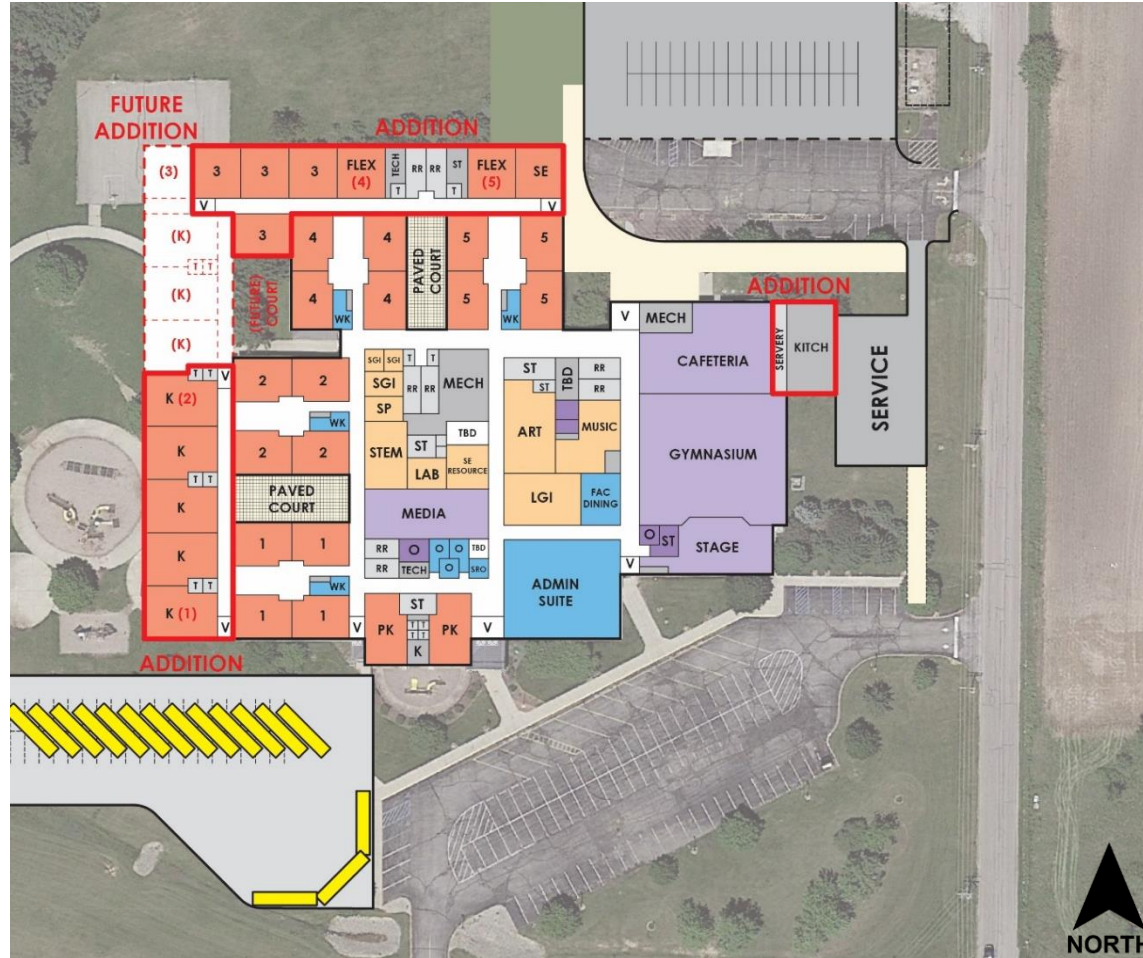 FUTURE
ADDITION
ADDITION
(3)
3
3
3
FLEX
(4)
TECH
T
RR
RR
ST
T
FLEX
(5)
SE
V
V
(K)
3
4
4
PAVED
COURT
5
5
T T
(K)
(FUTURE)
COURT
4
WK
4
5
WK
5
ADDITION
V
MECH
SERVERY
KITCH
CAFETERIA
SERVICE
(K)
T T
V
K (2)
2
2
SGI
SGI
T
T
SGI
RR
RR
MECH
SP
ST
ST
TBD
RR
RR
WK
K
T T
2
2
STEM
ST
TBD
LAB
SE
RESOURCE
ART
MUSIC
GYMNASIUM
K
PAVED
COURT
MEDIA
LGI
FAC
DINING
K
1
1
RR
RR
O
TECH
O
O
O
TBD
SRO
O
ST
STAGE
V
T T
WK
K (1)
V
1
1
V
ST
PK
T T
T T
K
PK
V
ADMIN
SUITE
ADDITION
NORTH